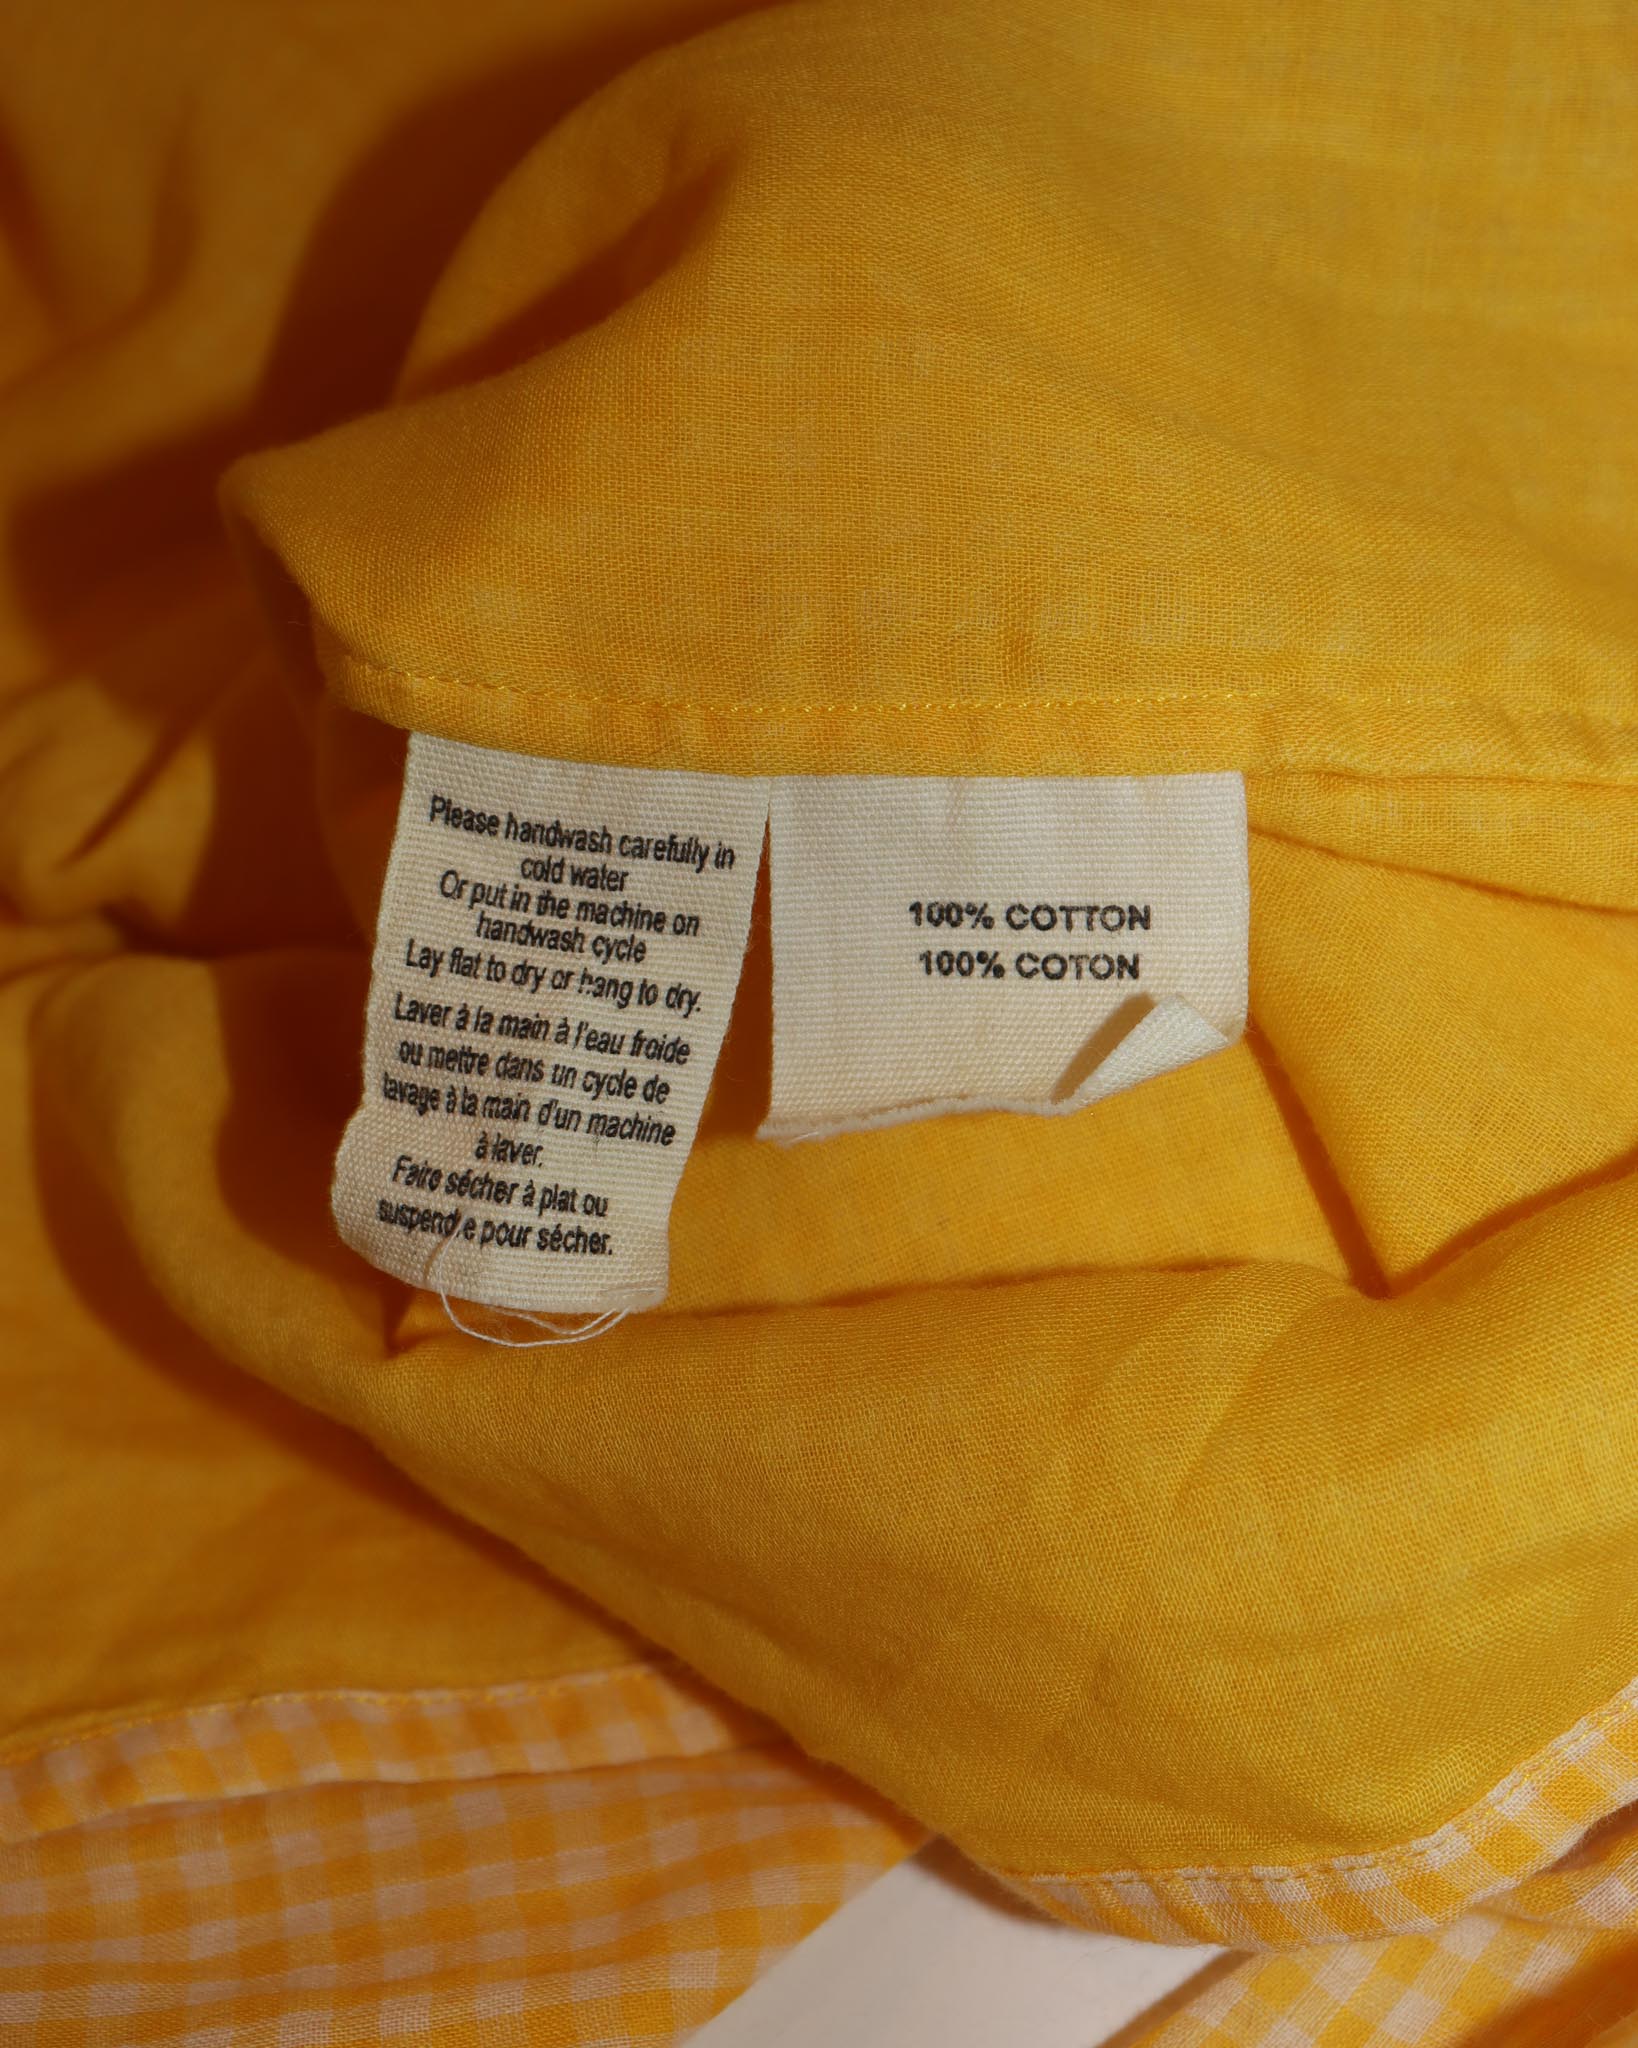 Please handwash carefully in
cold water
Or put in the machine on
handwash cycle
Lay flat to dry or hang to dry.
Laver à la main à l'eau froide
ou mettre dans un cycle de
lavage à la main d'un machine
à laver.
Faire sécher à plat ou
suspendre pour sécher.
100% COTTON
100% COTON